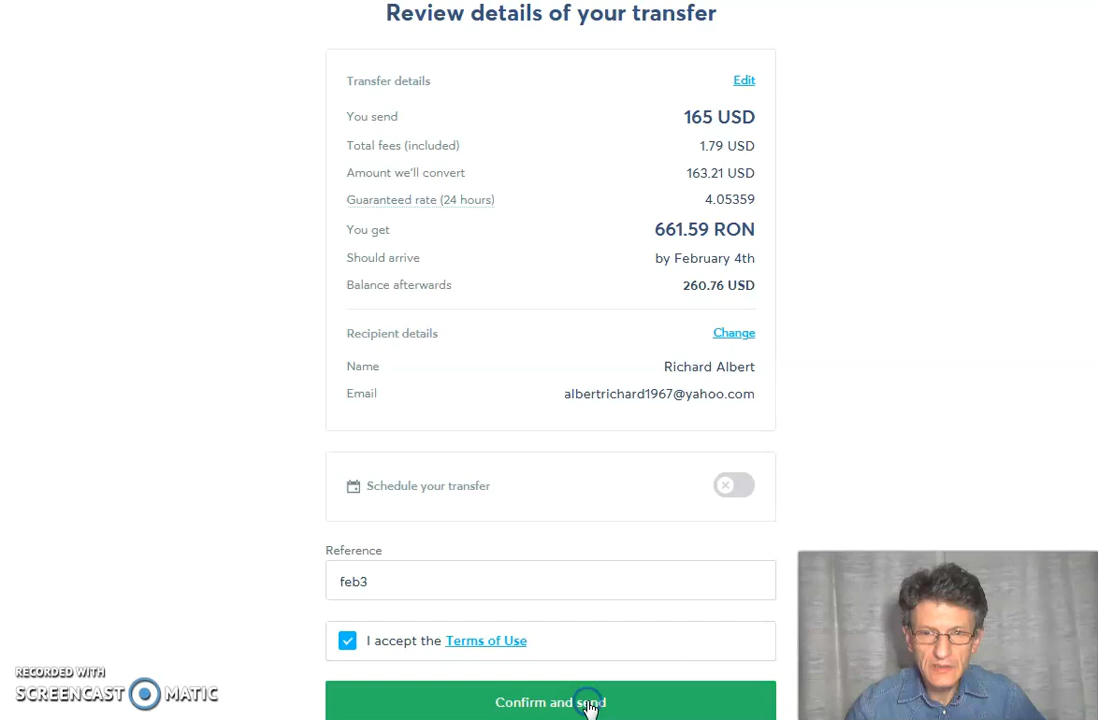 Review details of your transfer
Transfer details Edit
You send 165 USD
Total fees (included) 1.79 USD
Amount we'll convert 163.21 USD
Guaranteed rate (24 hours) 4.05359
You get 661.59 RON
Should arrive by February 4th
Balance afterwards 260.76 USD
Recipient details Change
Name Richard Albert
Email albertrichard1967@yahoo.com
Schedule your transfer
Reference
feb3
I accept the Terms of Use
Confirm and send
RECORDED WITH
SCREENCAST MATIC